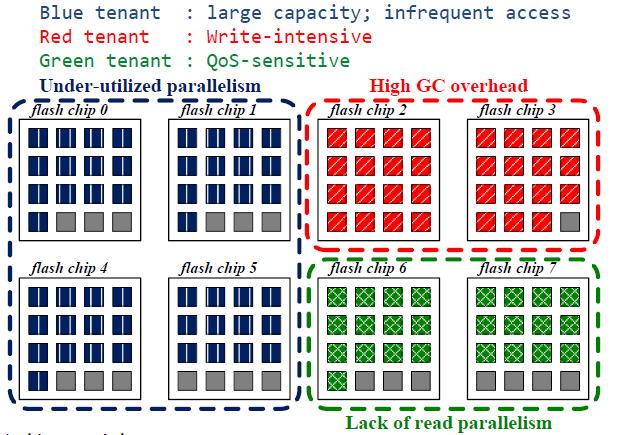 Blue tenant : large capacity; infrequent access
Red tenant : Write-intensive
Green tenant : QoS-sensitive
Under-utilized parallelism
High GC overhead
flash chip 0
flash chip 1
flash chip 2
flash chip 3
flash chip 4
flash chip 5
flash chip 6
flash chip 7
Lack of read parallelism